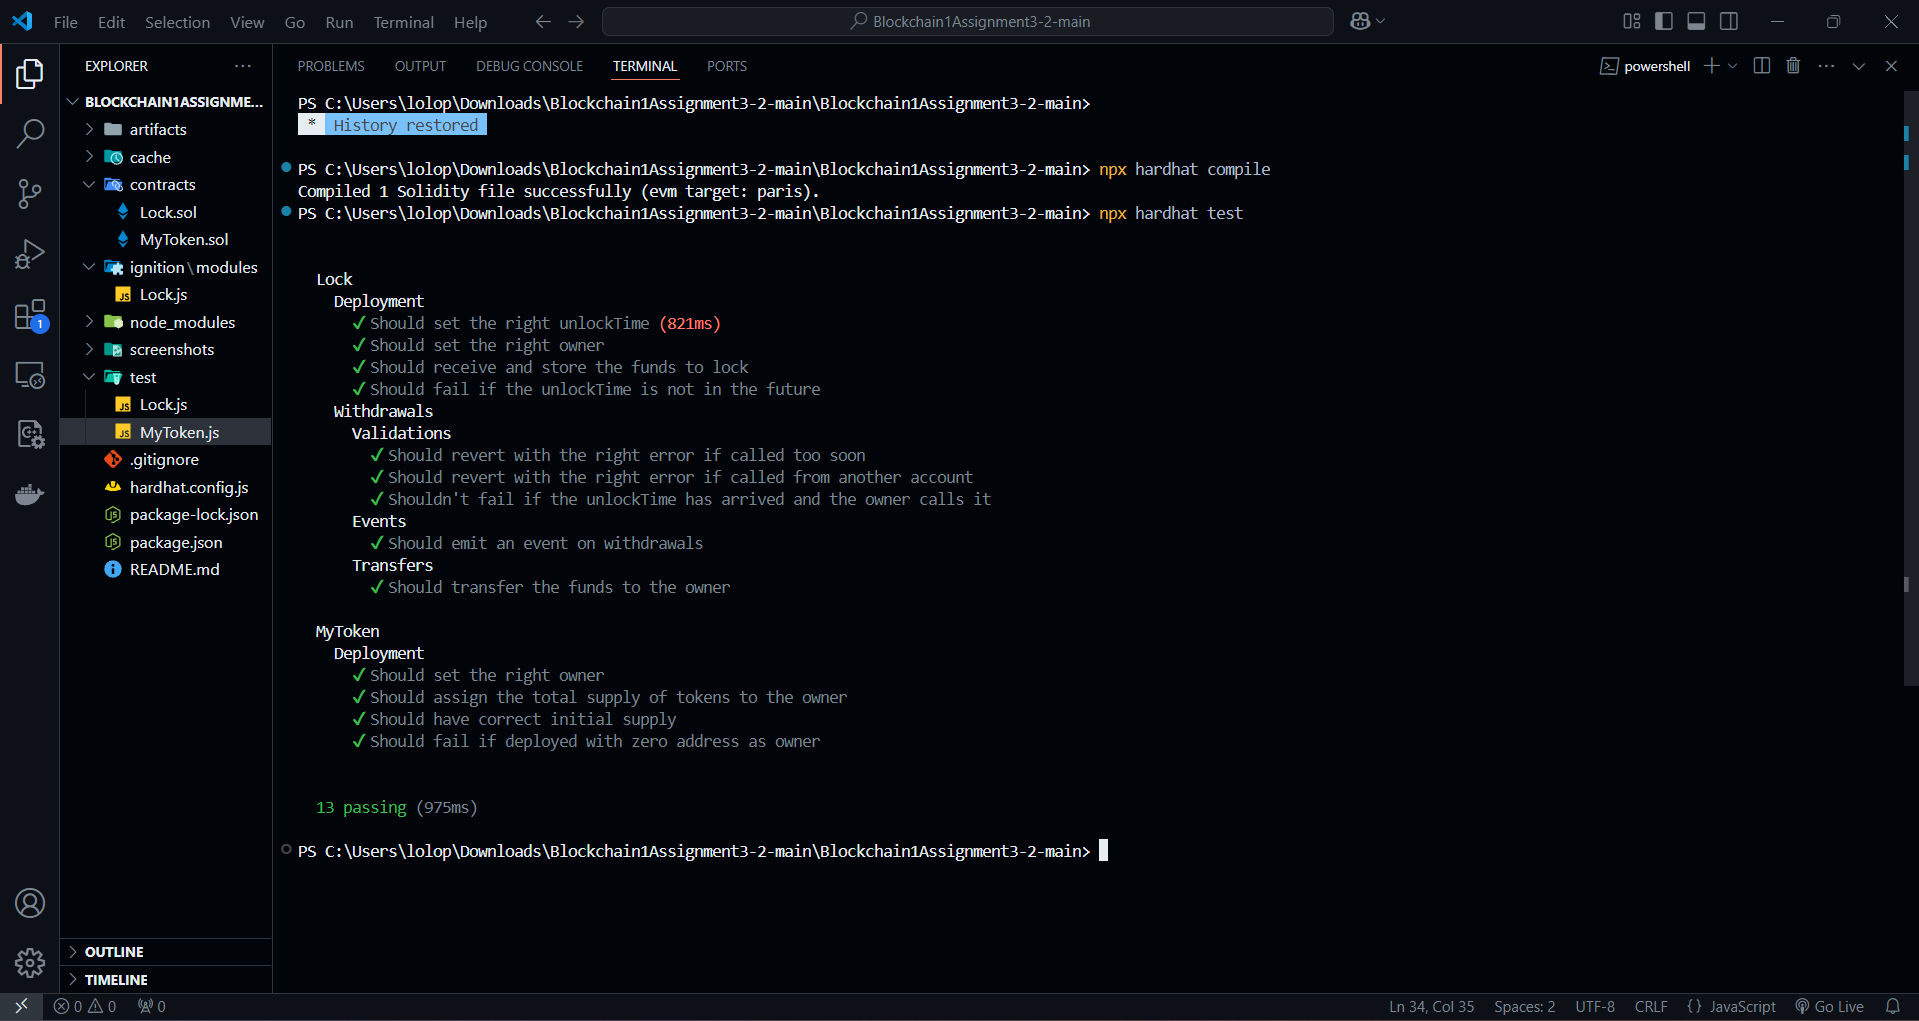 File Edit Selection View Go Run Terminal Help
Blockchain1Assignment3-2-main
EXPLORER
BLOCKCHAIN1ASSIGNME...
artifacts
cache
contracts
Lock.sol
MyToken.sol
ignition\modules
Lock.js
node_modules
screenshots
test
Lock.js
MyToken.js
.gitignore
hardhat.config.js
package-lock.json
package.json
README.md
OUTLINE
TIMELINE
1
PROBLEMS OUTPUT DEBUG CONSOLE TERMINAL PORTS
powershell
PS C:\Users\lolop\Downloads\Blockchain1Assignment3-2-main\Blockchain1Assignment3-2-main>
* History restored
PS C:\Users\lolop\Downloads\Blockchain1Assignment3-2-main\Blockchain1Assignment3-2-main> npx hardhat compile
Compiled 1 Solidity file successfully (evm target: paris).
PS C:\Users\lolop\Downloads\Blockchain1Assignment3-2-main\Blockchain1Assignment3-2-main> npx hardhat test
Lock
Deployment
✓ Should set the right unlockTime (821ms)
✓ Should set the right owner
✓ Should receive and store the funds to lock
✓ Should fail if the unlockTime is not in the future
Withdrawals
Validations
✓ Should revert with the right error if called too soon
✓ Should revert with the right error if called from another account
✓ Shouldn't fail if the unlockTime has arrived and the owner calls it
Events
✓ Should emit an event on withdrawals
Transfers
✓ Should transfer the funds to the owner
MyToken
Deployment
✓ Should set the right owner
✓ Should assign the total supply of tokens to the owner
✓ Should have correct initial supply
✓ Should fail if deployed with zero address as owner
13 passing (975ms)
PS C:\Users\lolop\Downloads\Blockchain1Assignment3-2-main\Blockchain1Assignment3-2-main>
0 0 0
Ln 34, Col 35 Spaces: 2 UTF-8 CRLF {} JavaScript Go Live